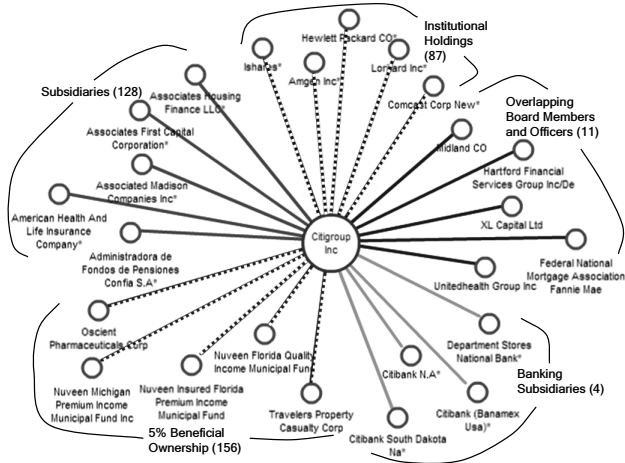 Institutional
Holdings
(87)
Hewlett Packard CO*
Ishares*
Amgen Inc*
Lorillard Inc*
Comcast Corp New*
Subsidiaries (128)
Associates Housing
Finance LLC*
Associates First Capital
Corporation*
Associated Madison
Companies Inc*
American Health And
Life Insurance
Company*
Administradora de
Fondos de Pensiones
Confia S.A*
Overlapping
Board Members
and Officers (11)
Midland CO
Hartford Financial
Services Group Inc/De
XL Capital Ltd
Federal National
Mortgage Association
Fannie Mae
Unitedhealth Group Inc
Citigroup
Inc
Oscient
Pharmaceuticals Corp
Nuveen Michigan
Premium Income
Municipal Fund Inc
Nuveen Insured Florida
Premium Income
Municipal Fund
Nuveen Florida Quality
Income Municipal Fund
Travelers Property
Casualty Corp
5% Beneficial
Ownership (156)
Department Stores
National Bank*
Citibank N.A*
Citibank (Banamex
Usa)*
Citibank South Dakota
Na*
Banking
Subsidiaries (4)